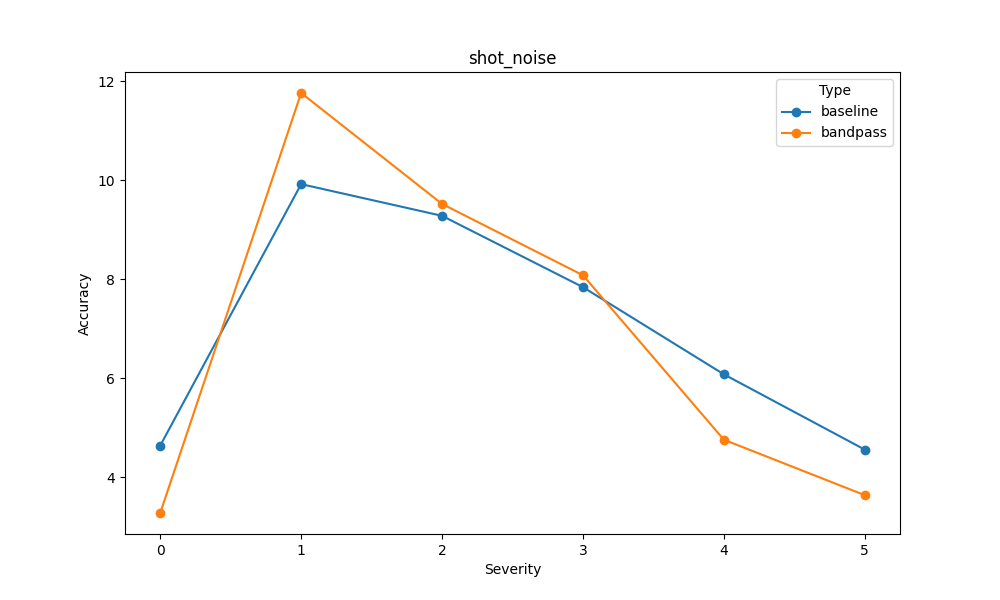 shot_noise
Type
baseline
bandpass
Accuracy
12
10
8
6
4
0 1 2 3 4 5
Severity